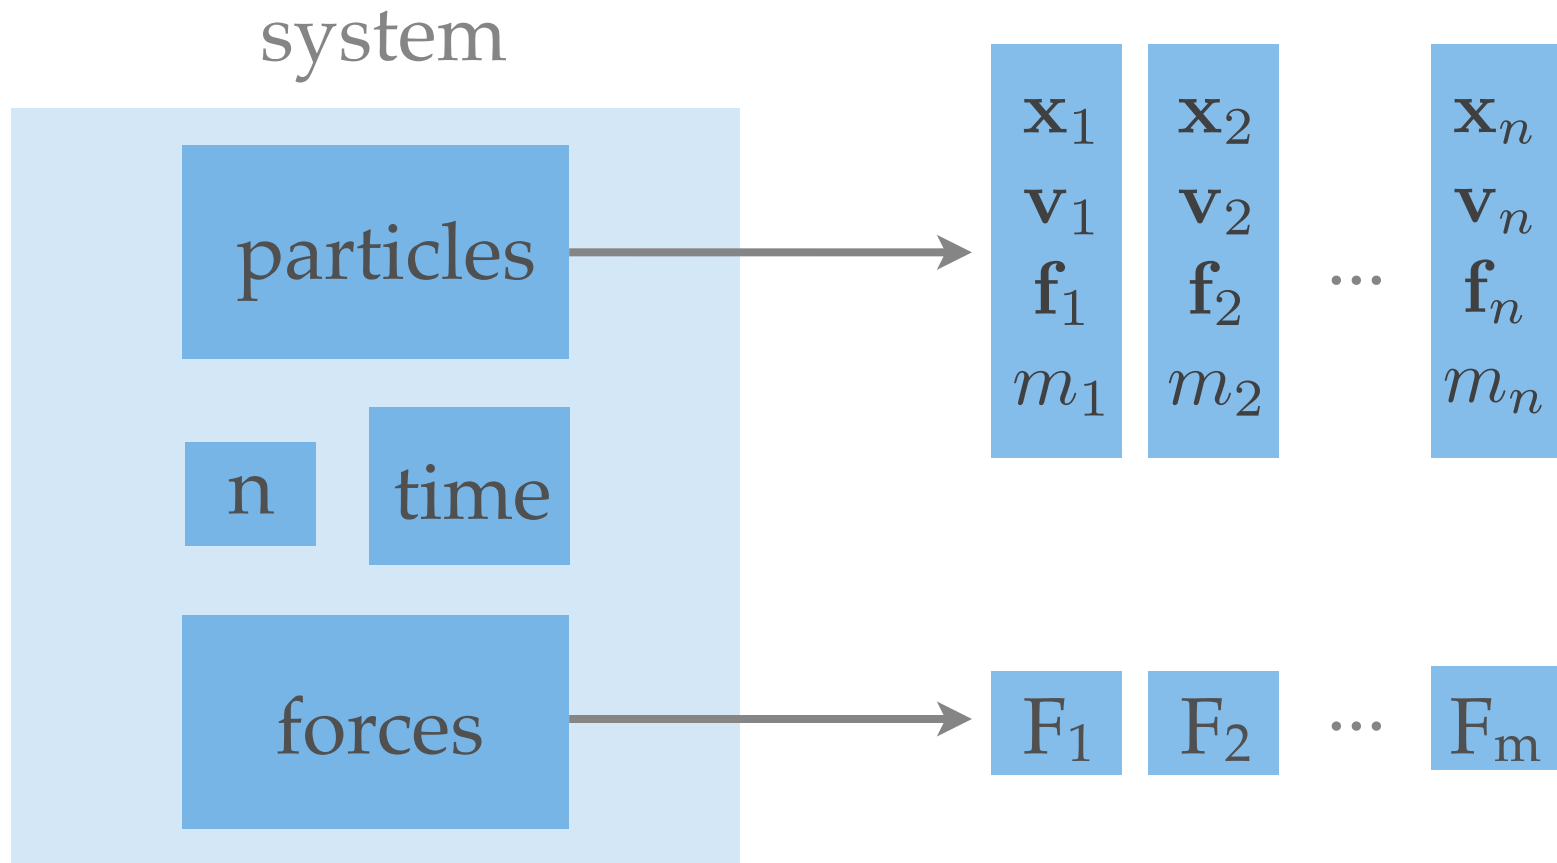 system
particles
n
time
forces
𝐱₁ 𝐱₂ 𝐱ₙ
𝐯₁ 𝐯₂ 𝐯ₙ
𝐟₁ 𝐟₂ ... 𝐟ₙ
m₁ m₂ mₙ
F₁ F₂ ... Fₘ